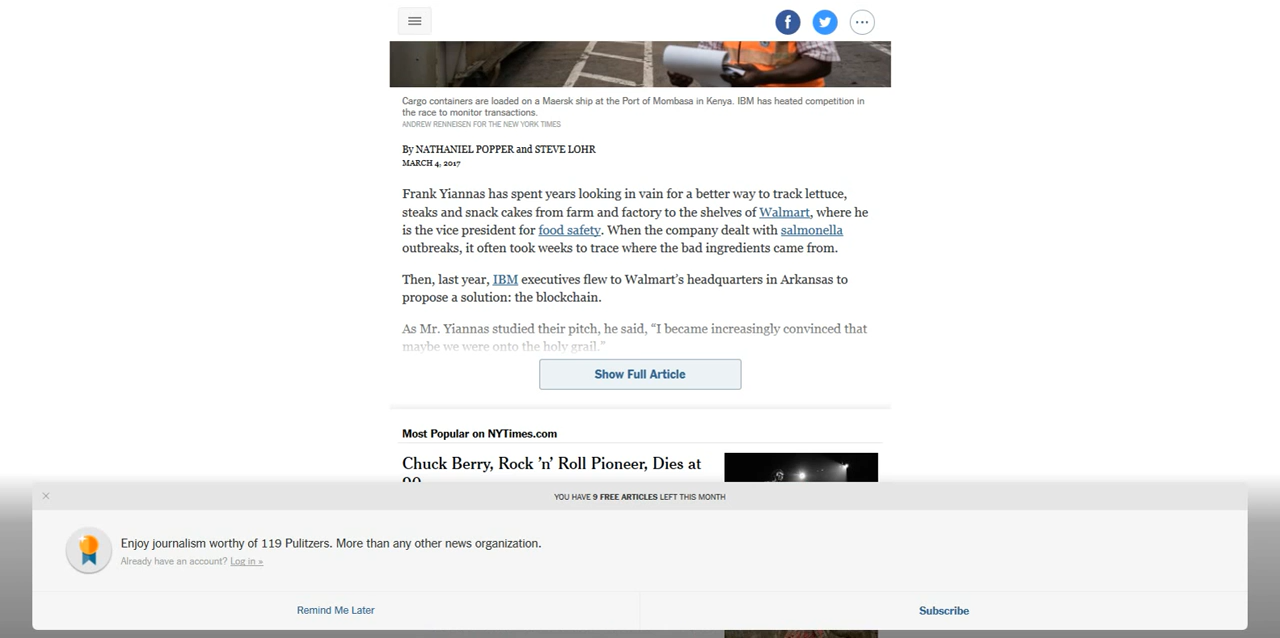 Cargo containers are loaded on a Maersk ship at the Port of Mombasa in Kenya. IBM has heated competition in
the race to monitor transactions.
ANDREW RENNEISEN FOR THE NEW YORK TIMES
By NATHANIEL POPPER and STEVE LOHR
MARCH 4, 2017
Frank Yiannas has spent years looking in vain for a better way to track lettuce,
steaks and snack cakes from farm and factory to the shelves of Walmart, where he
is the vice president for food safety. When the company dealt with salmonella
outbreaks, it often took weeks to trace where the bad ingredients came from.
Then, last year, IBM executives flew to Walmart’s headquarters in Arkansas to
propose a solution: the blockchain.
As Mr. Yiannas studied their pitch, he said, “I became increasingly convinced that
maybe we were onto the holy grail.”
Show Full Article
Most Popular on NYTimes.com
Chuck Berry, Rock ’n’ Roll Pioneer, Dies at
YOU HAVE 9 FREE ARTICLES LEFT THIS MONTH
Enjoy journalism worthy of 119 Pulitzers. More than any other news organization.
Already have an account? Log in »
Remind Me Later
Subscribe